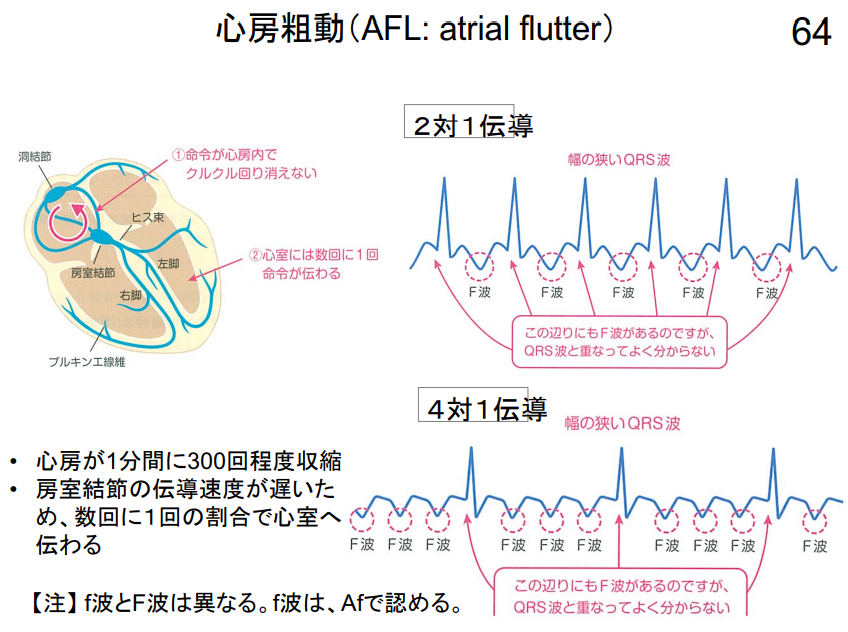 心房粗動（AFL: atrial flutter）
64
洞結節
①命令が心房内で
クルクル回り消えない
ヒス束
房室結節
左脚
右脚
②心室には数回に１回
命令が伝わる
プルキンエ線維
２対１伝導
幅の狭いQRS波
F波
F波
F波
F波
F波
この辺りにもF波があるのですが、
QRS波と重なってよく分からない
４対１伝導
幅の狭いQRS波
F波
F波
F波
F波
F波
F波
F波
F波
F波
F波
この辺りにもF波があるのですが、
QRS波と重なってよく分からない
• 心房が1分間に300回程度収縮
• 房室結節の伝導速度が遅いた
め、数回に１回の割合で心室へ
伝わる
【注】 f波とF波は異なる。f波は、Afで認める。